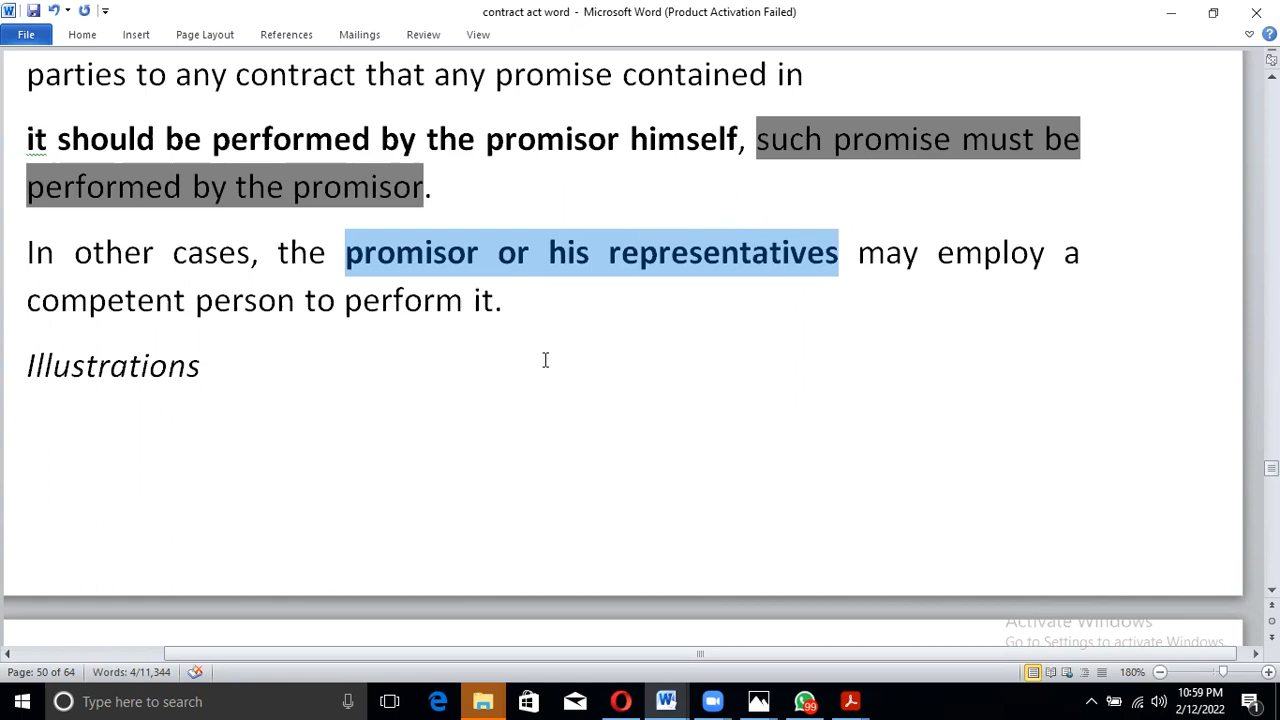 contract act word - Microsoft Word (Product Activation Failed)
File Home Insert Page Layout References Mailings Review View
parties to any contract that any promise contained in
it should be performed by the promisor himself, such promise must be
performed by the promisor.
In other cases, the promisor or his representatives may employ a
competent person to perform it.
Illustrations
Activate Windows
Go to Settings to activate Windows.
Page: 50 of 64 Words: 4/11,344 180%
Type here to search 99 10:59 PM
2/12/2022 1